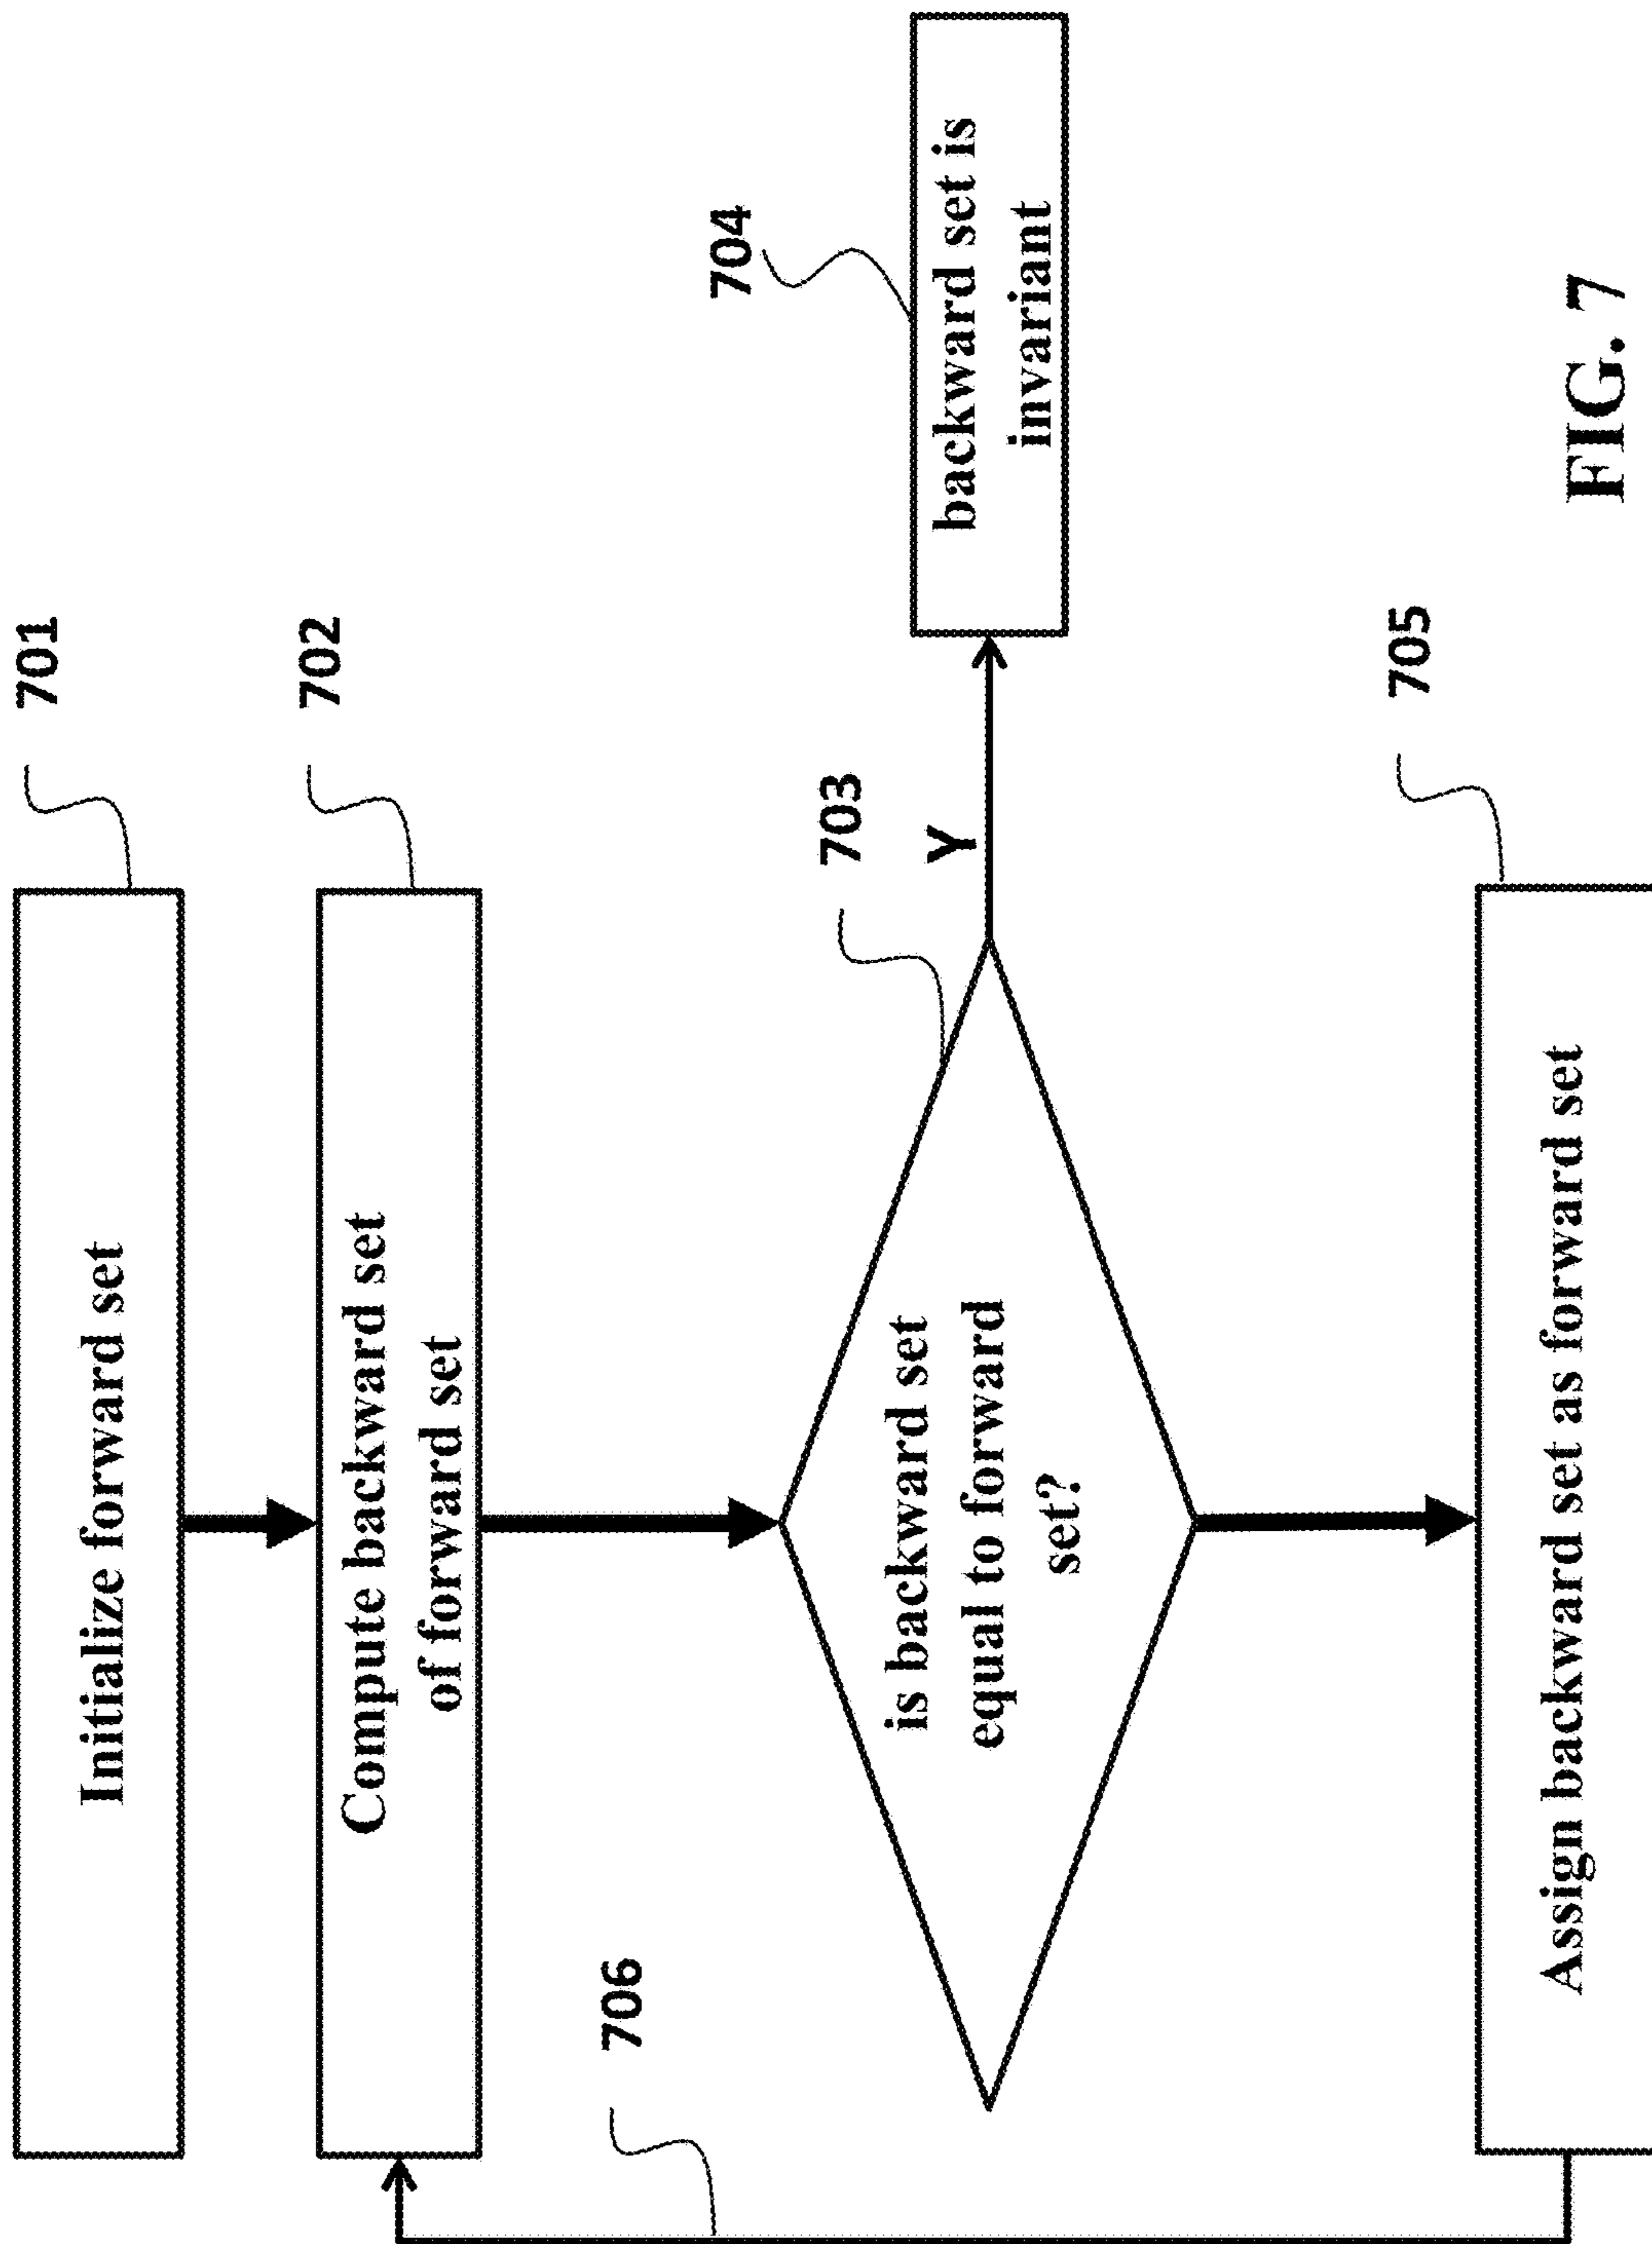 701
Initialize forward set
702
Compute backward set
of forward set
703
is backward set
equal to forward
set?
Y
704
backward set is
invariant
705
Assign backward set as forward set
706
FIG. 7